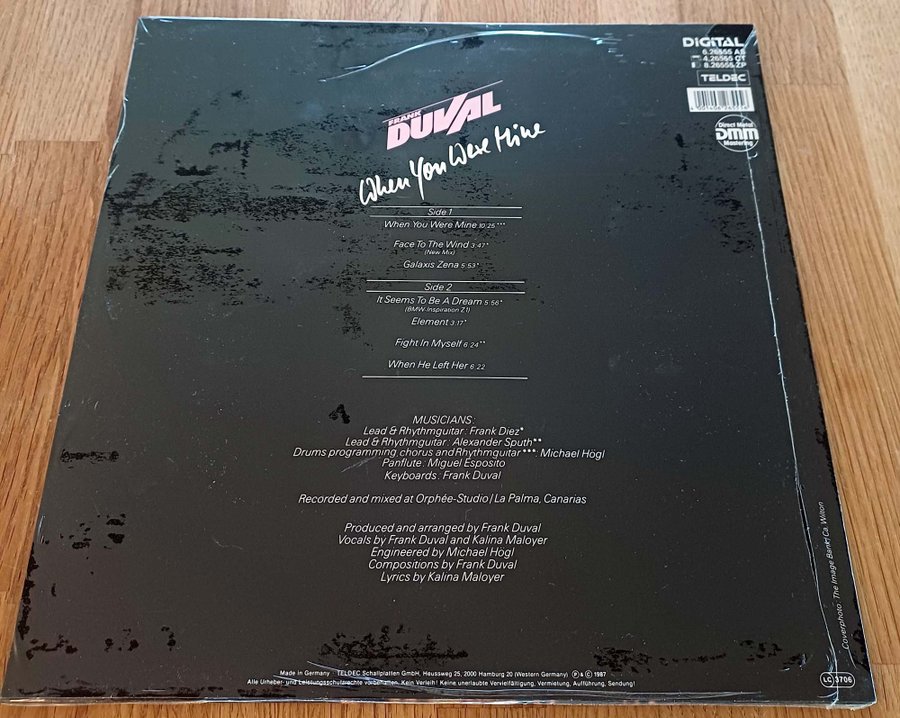 DIGITAL
6.26555 AS
4.26555 CT
8.26555 ZP
TELDEC
Direct Metal
DMM
Mastering
FRANK
DUVAL
When You Were Mine
Side 1
When You Were Mine 10:25***
Face To The Wind 3:47*
(New Mix)
Galaxis Zena 5:53*
Side 2
It Seems To Be A Dream 5:56*
(BMW-Inspiration Z1)
Element 3:17*
Fight In Myself 6:24**
When He Left Her 6:22
MUSICIANS:
Lead & Rhythmguitar: Frank Diez*
Lead & Rhythmguitar: Alexander Sputh**
Drums programming, chorus and Rhythmguitar***: Michael Högl
Panflute: Miguel Esposito
Keyboards: Frank Duval
Recorded and mixed at Orphée-Studio/La Palma, Canarias
Produced and arranged by Frank Duval
Vocals by Frank Duval and Kalina Maloyer
Engineered by Michael Högl
Compositions by Frank Duval
Lyrics by Kalina Maloyer
Coverphoto: The Image Bank/Ca. Wilton
Made in Germany · TELDEC Schallplatten GmbH, Heussweg 25, 2000 Hamburg 20 (Western Germany) ℗ & © 1987
Alle Urheber- und Leistungsschutzrechte vorbehalten. Kein Verleih! Keine unerlaubte Vervielfältigung, Vermietung, Aufführung, Sendung!
LC 3706